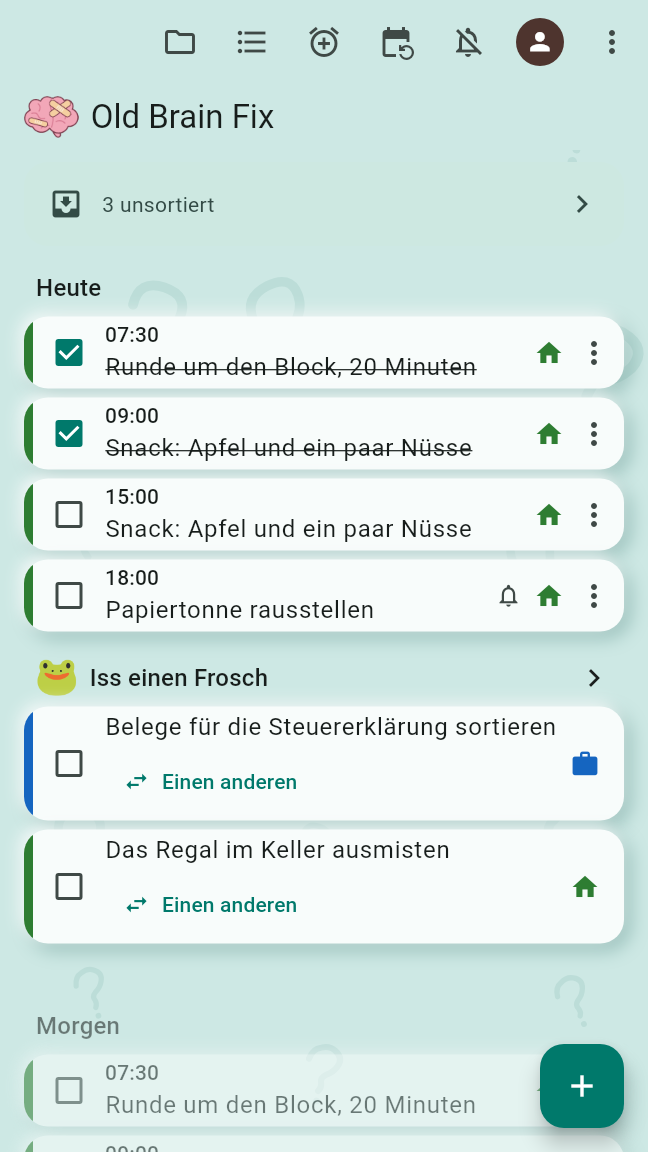 Old Brain Fix
3 unsortiert
Heute
07:30
Runde um den Block, 20 Minuten
09:00
Snack: Apfel und ein paar Nüsse
15:00
Snack: Apfel und ein paar Nüsse
18:00
Papiertonne rausstellen
Iss einen Frosch
Belege für die Steuererklärung sortieren
Einen anderen
Das Regal im Keller ausmisten
Einen anderen
Morgen
07:30
Runde um den Block, 20 Minuten